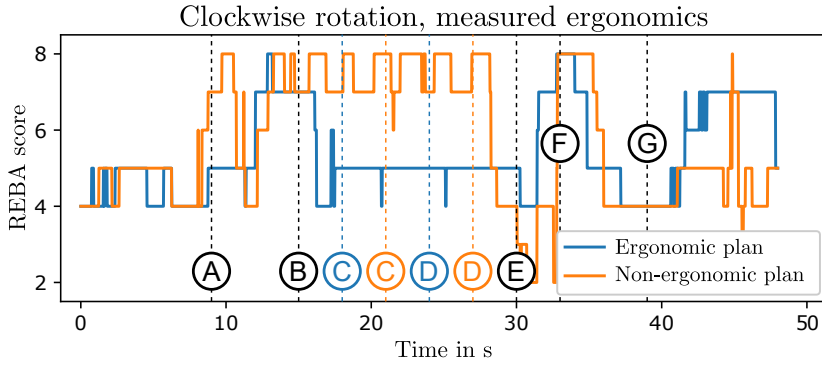 Clockwise rotation, measured ergonomics
REBA score
8
6
4
2
F
G
A
B
C
C
D
D
E
Ergonomic plan
Non-ergonomic plan
0
10
20
30
40
50
Time in s